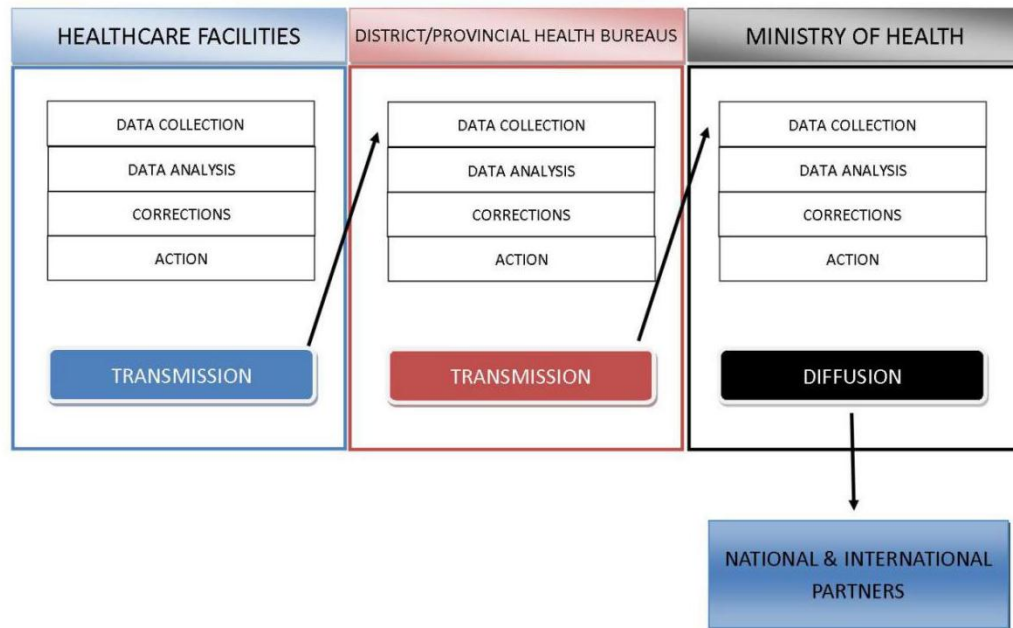 HEALTHCARE FACILITIES
DATA COLLECTION
DATA ANALYSIS
CORRECTIONS
ACTION
TRANSMISSION
DISTRICT/PROVINCIAL HEALTH BUREAUS
DATA COLLECTION
DATA ANALYSIS
CORRECTIONS
ACTION
TRANSMISSION
MINISTRY OF HEALTH
DATA COLLECTION
DATA ANALYSIS
CORRECTIONS
ACTION
DIFFUSION
NATIONAL & INTERNATIONAL
PARTNERS